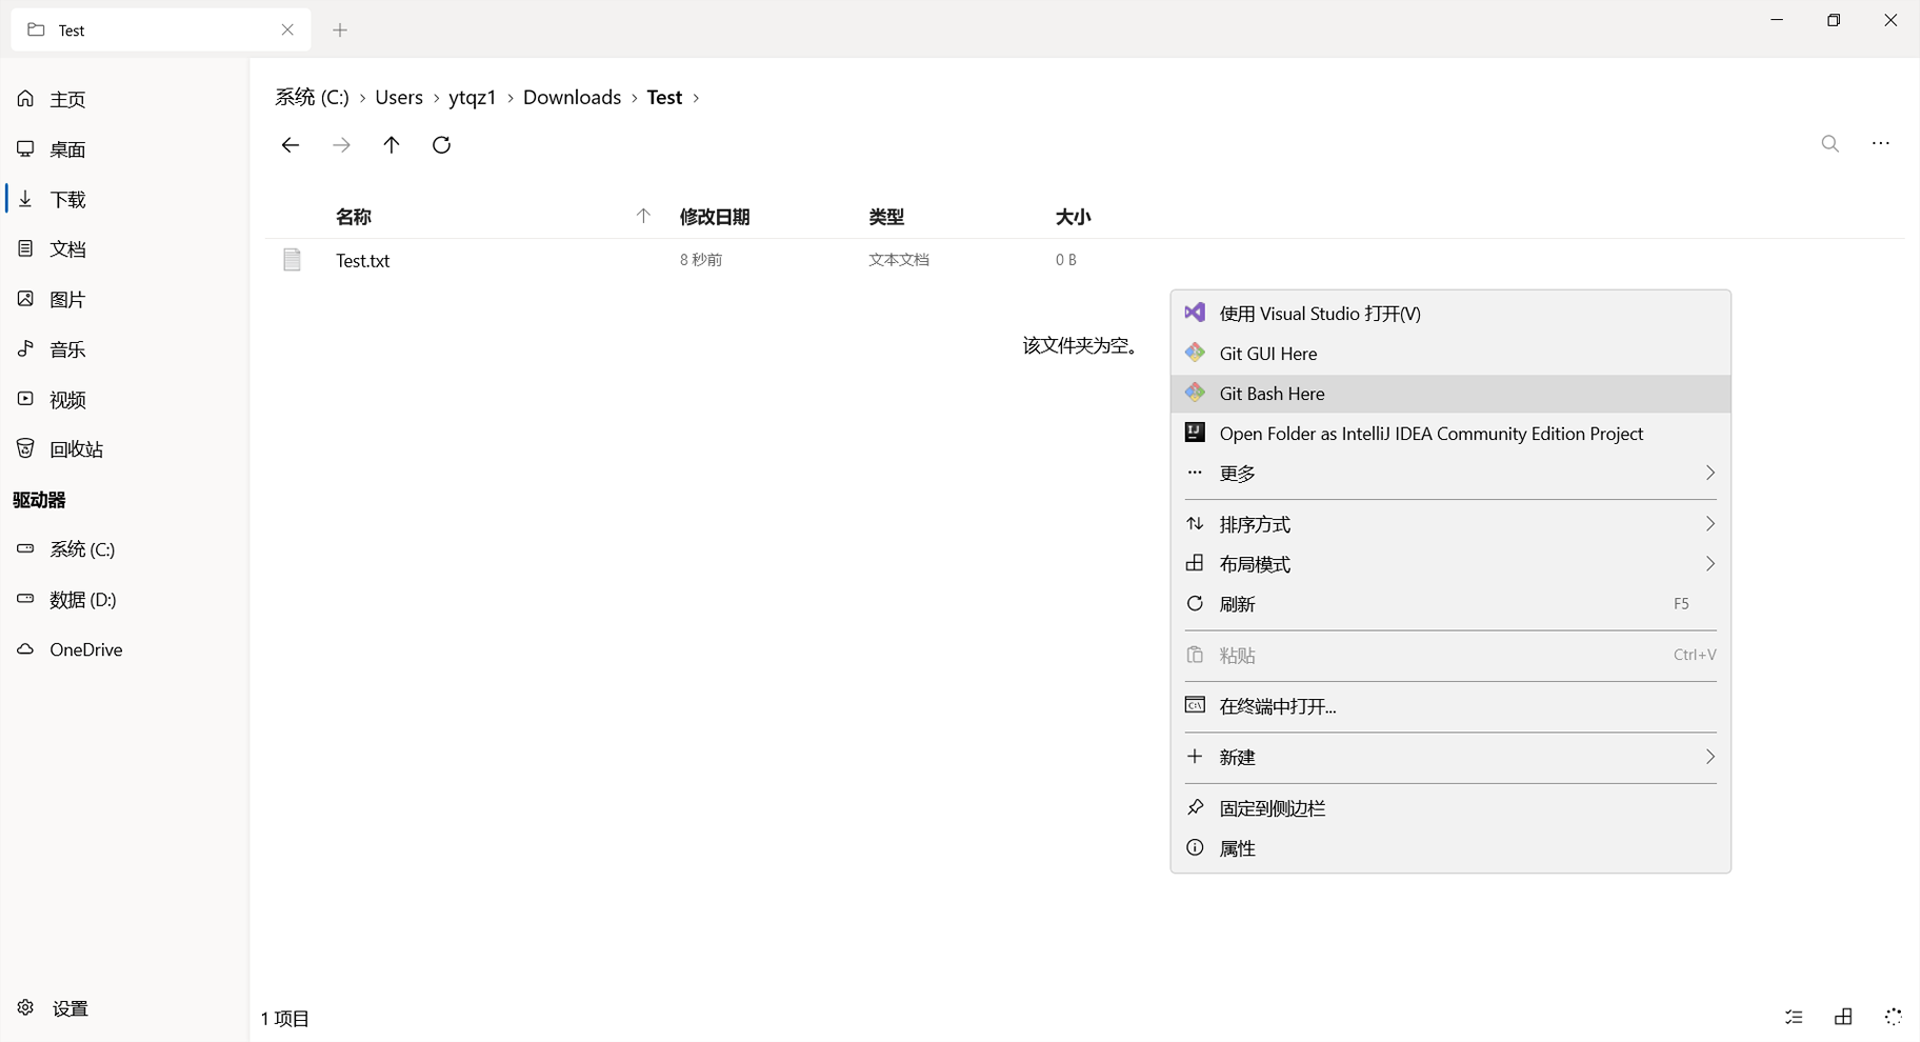 Test
系统 (C:) › Users › ytqz1 › Downloads › Test ›
主页
桌面
下载
文档
图片
音乐
视频
回收站
驱动器
系统 (C:)
数据 (D:)
OneDrive
设置
名称 修改日期 类型 大小
Test.txt 8 秒前 文本文档 0 B
该文件夹为空。
使用 Visual Studio 打开(V)
Git GUI Here
Git Bash Here
Open Folder as IntelliJ IDEA Community Edition Project
更多
排序方式
布局模式
刷新 F5
粘贴 Ctrl+V
在终端中打开...
新建
固定到侧边栏
属性
1 项目